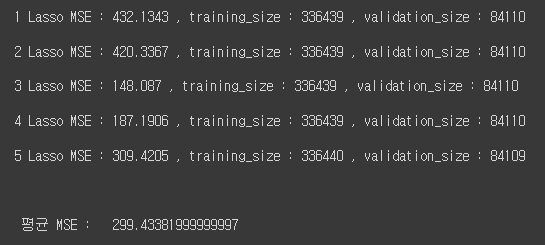 1 Lasso MSE : 432.1343 , training_size : 336439 , validation_size : 84110
2 Lasso MSE : 420.3367 , training_size : 336439 , validation_size : 84110
3 Lasso MSE : 148.087 , training_size : 336439 , validation_size : 84110
4 Lasso MSE : 187.1906 , training_size : 336439 , validation_size : 84110
5 Lasso MSE : 309.4205 , training_size : 336440 , validation_size : 84109
평균 MSE : 299.43381999999997